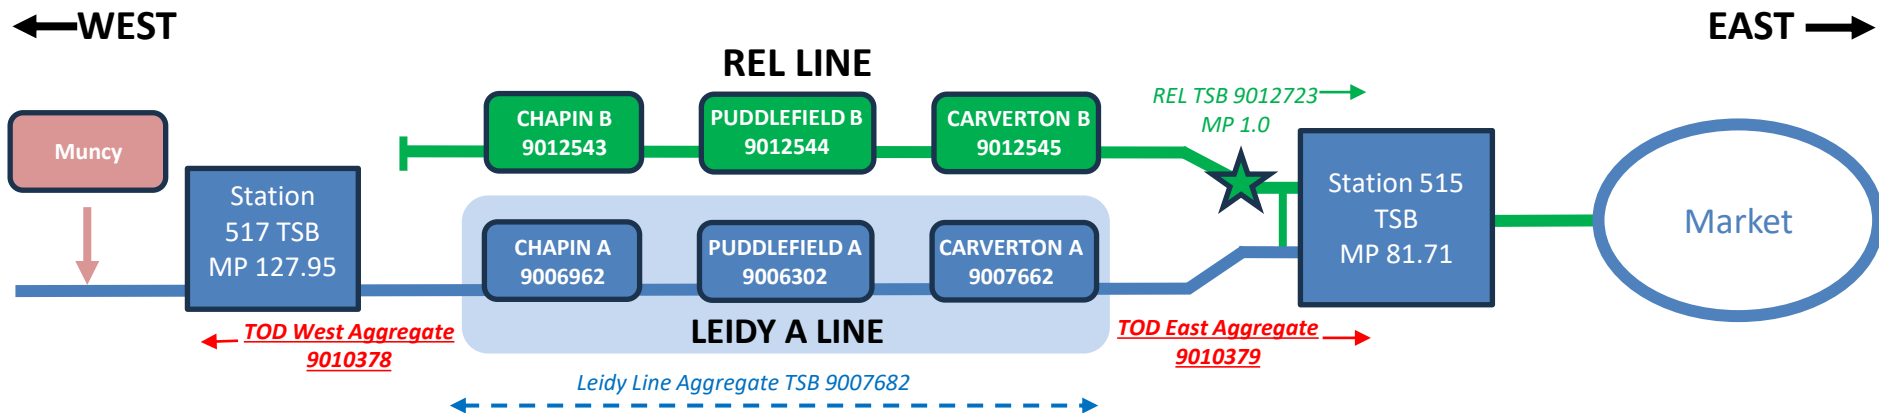 WEST
EAST
REL LINE
CHAPIN B
9012543
PUDDLEFIELD B
9012544
CARVERTON B
9012545
REL TSB 9012723
MP 1.0
Muncy
Station
517 TSB
MP 127.95
Station 515
TSB
MP 81.71
Market
CHAPIN A
9006962
PUDDLEFIELD A
9006302
CARVERTON A
9007662
LEIDY A LINE
TOD West Aggregate
9010378
TOD East Aggregate
9010379
Leidy Line Aggregate TSB 9007682